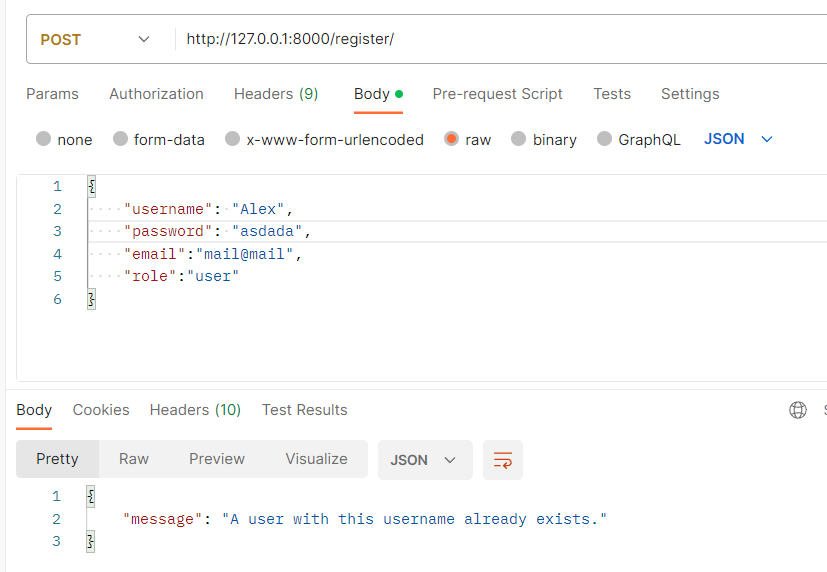 POST http://127.0.0.1:8000/register/
Params Authorization Headers (9) Body Pre-request Script Tests Settings
none form-data x-www-form-urlencoded raw binary GraphQL JSON
1 {
2 "username": "Alex",
3 "password": "asdada",
4 "email":"mail@mail",
5 "role":"user"
6 }
Body Cookies Headers (10) Test Results
Pretty Raw Preview Visualize JSON
1 {
2 "message": "A user with this username already exists."
3 }